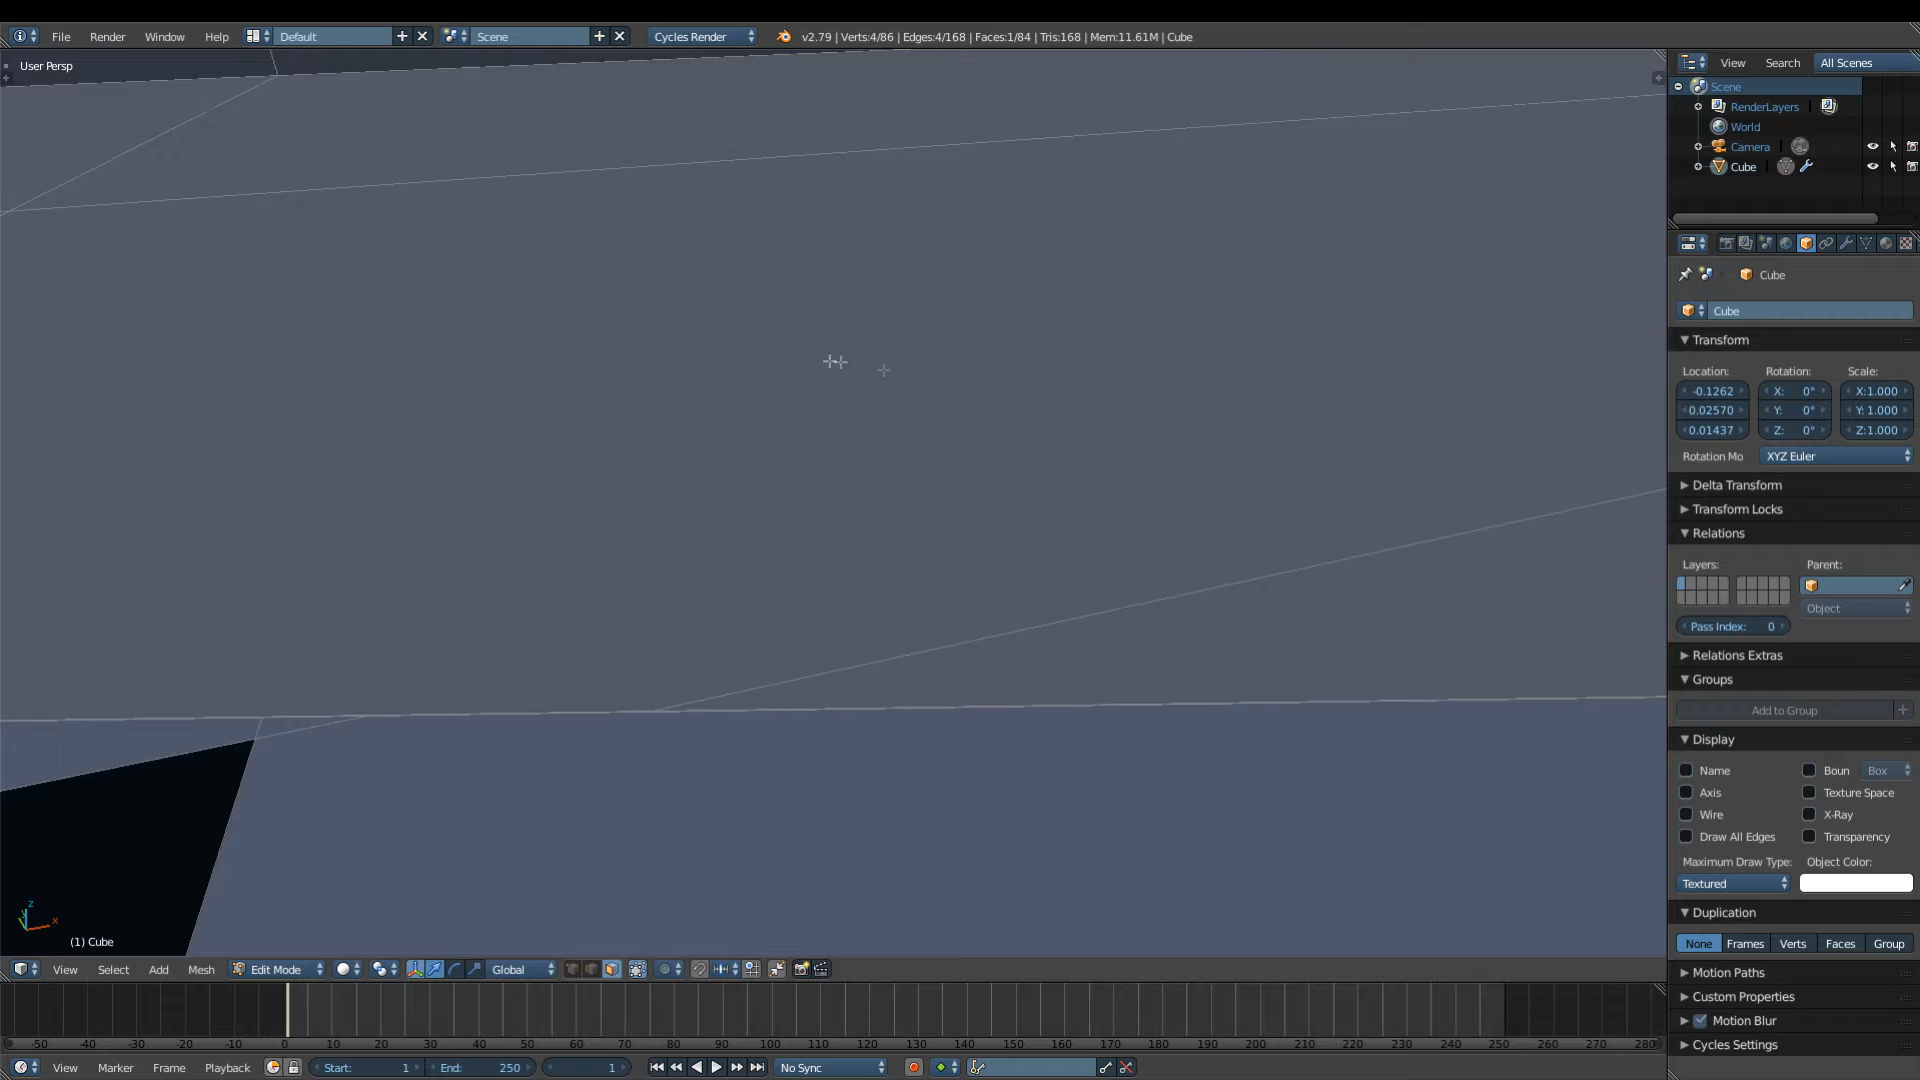 File Render Window Help Default Scene Cycles Render v2.79 | Verts:4/86 | Edges:4/168 | Faces:1/84 | Tris:168 | Mem:11.61M | Cube
User Persp
View Search All Scenes
Scene
RenderLayers
World
Camera
Cube
Cube
Cube
Transform
Location: Rotation: Scale:
-0.1262 X: 0° X:1.000
0.02570 Y: 0° Y: 1.000
0.01437 Z: 0° Z:1.000
Rotation Mo XYZ Euler
Delta Transform
Transform Locks
Relations
Layers: Parent:
Object
Pass Index: 0
Relations Extras
Groups
Add to Group
Display
Name Boun Box
Axis Texture Space
Wire X-Ray
Draw All Edges Transparency
Maximum Draw Type: Object Color:
Textured
Duplication
None Frames Verts Faces Group
Motion Paths
Custom Properties
Motion Blur
Cycles Settings
z
x
(1) Cube
View Select Add Mesh Edit Mode Global
-50 -40 -30 -20 -10 0 10 20 30 40 50 60 70 80 90 100 110 120 130 140 150 160 170 180 190 200 210 220 230 240 250 260 270 280
View Marker Frame Playback Start: 1 End: 250 1 No Sync